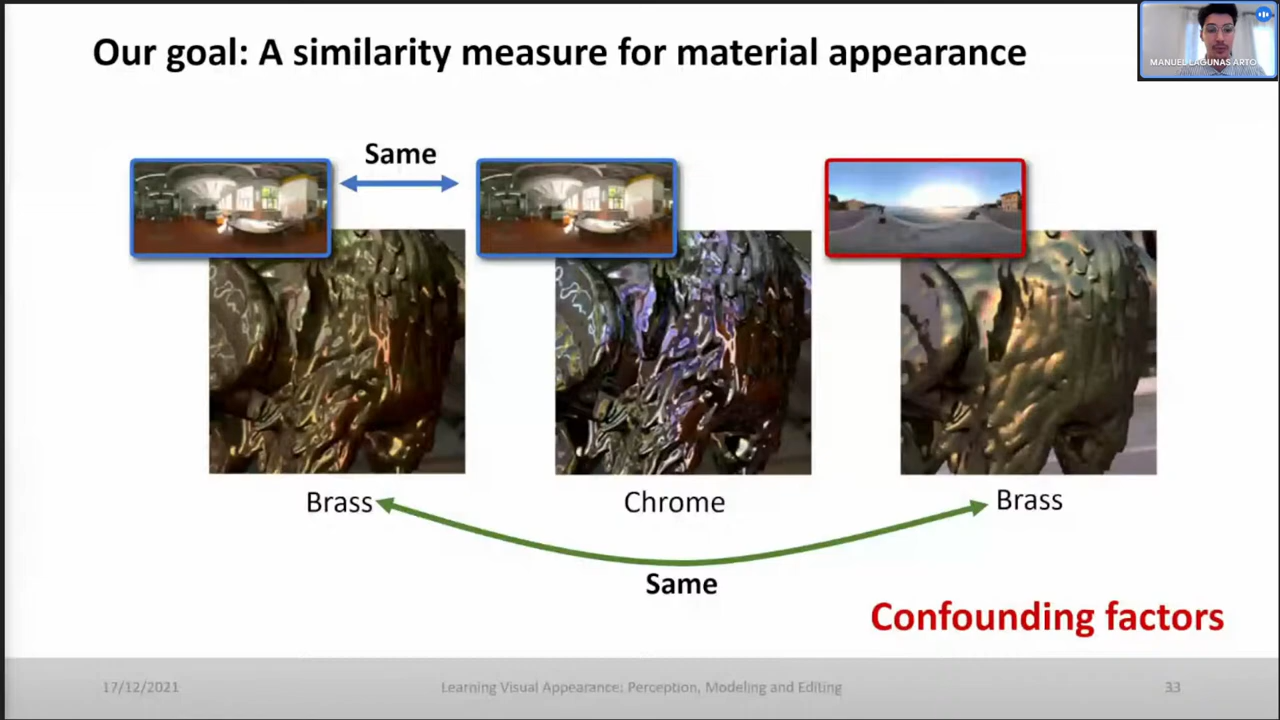 Our goal: A similarity measure for material appearance
MANUEL LAGUNAS ARTO
Same
Brass
Chrome
Brass
Same
Confounding factors
17/12/2021
Learning Visual Appearance: Perception, Modeling and Editing
33